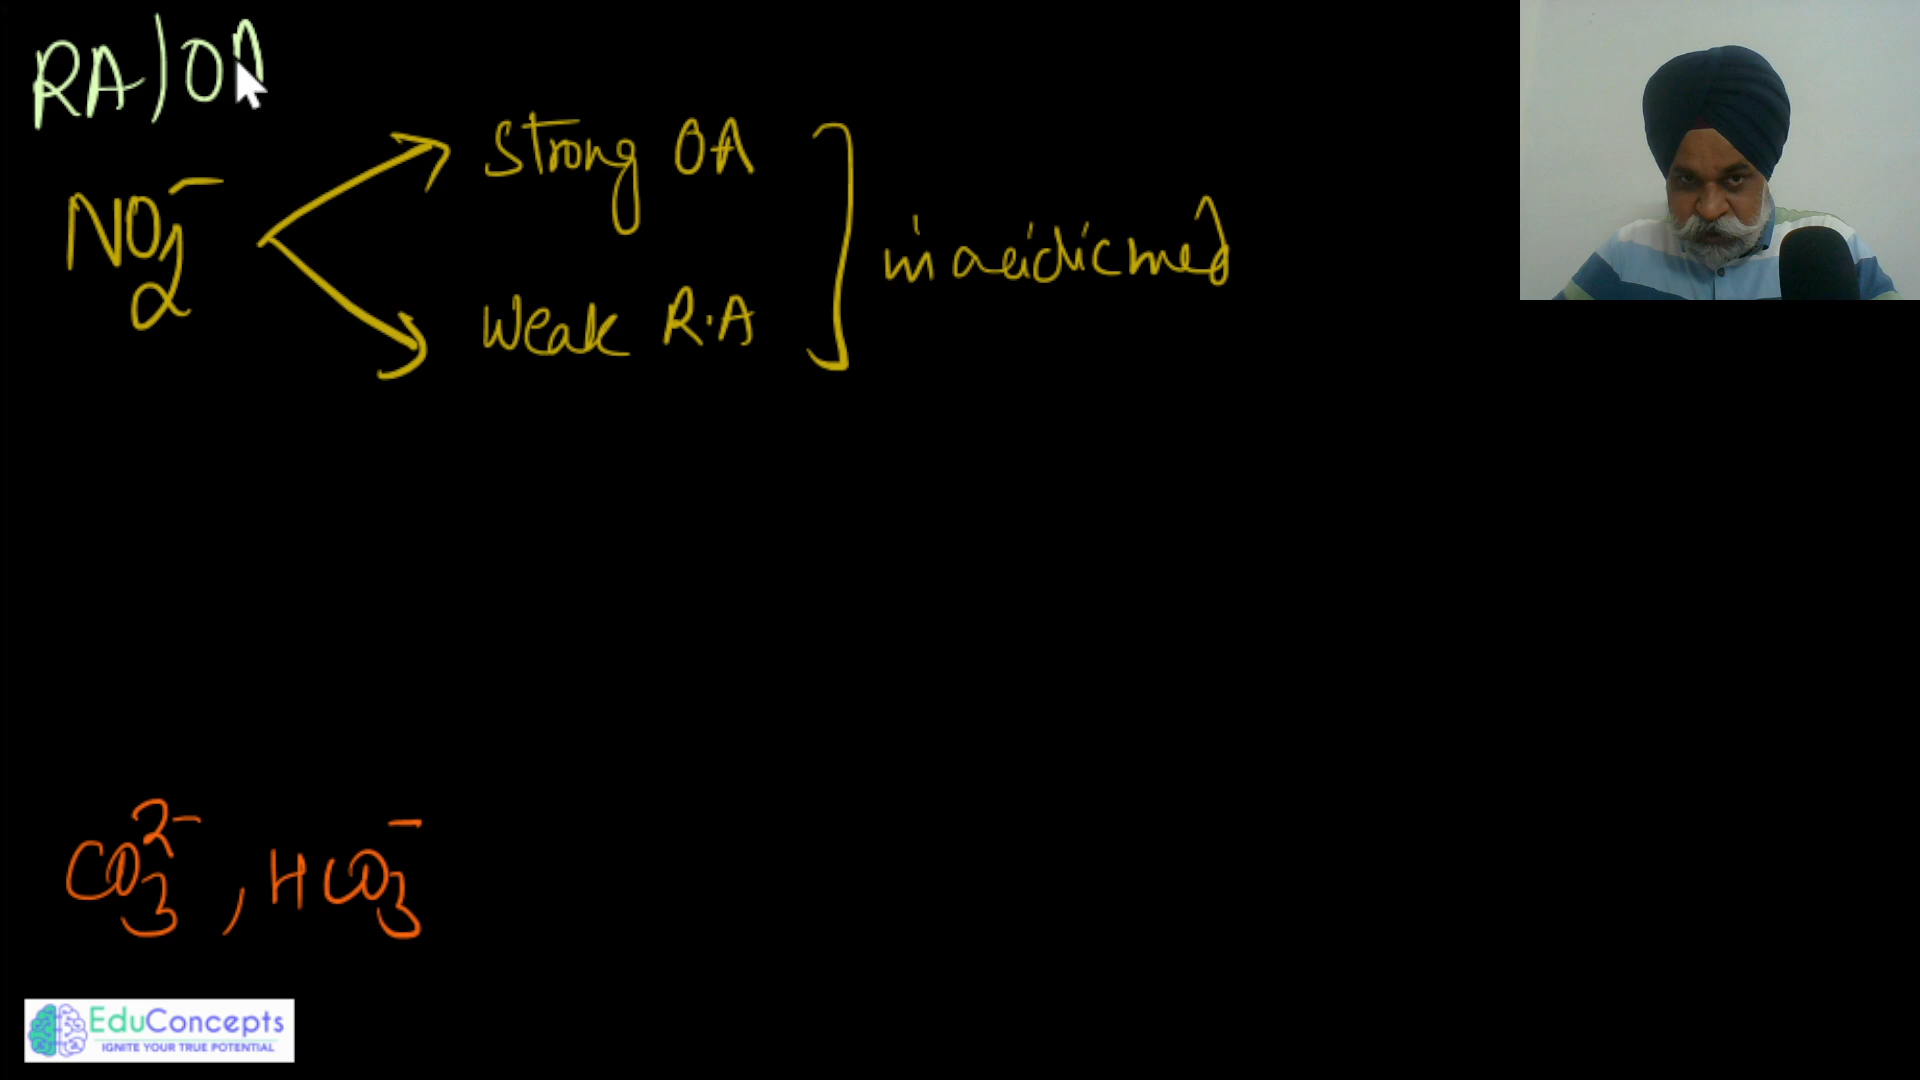 RA/OA
NO₂⁻
Strong OA
Weak R.A
in acidic med
CO₃²⁻, HCO₃⁻
EduConcepts
IGNITE YOUR TRUE POTENTIAL